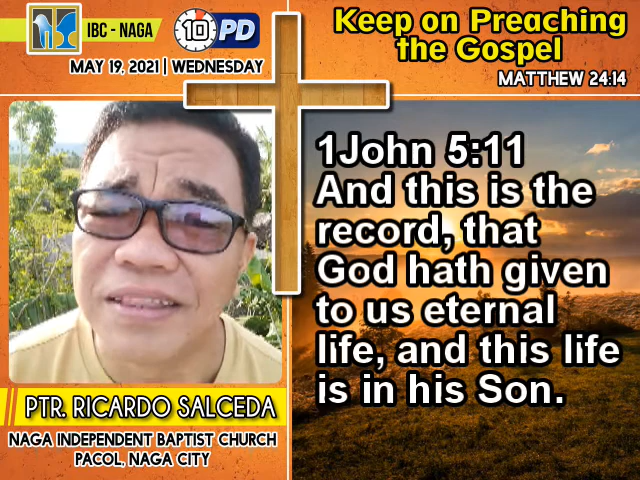 IBC - NAGA
10 PD
MAY 19, 2021 | WEDNESDAY
Keep on Preaching
the Gospel
MATTHEW 24:14
1John 5:11
And this is the
record, that
God hath given
to us eternal
life, and this life
is in his Son.
PTR. RICARDO SALCEDA
NAGA INDEPENDENT BAPTIST CHURCH
PACOL, NAGA CITY